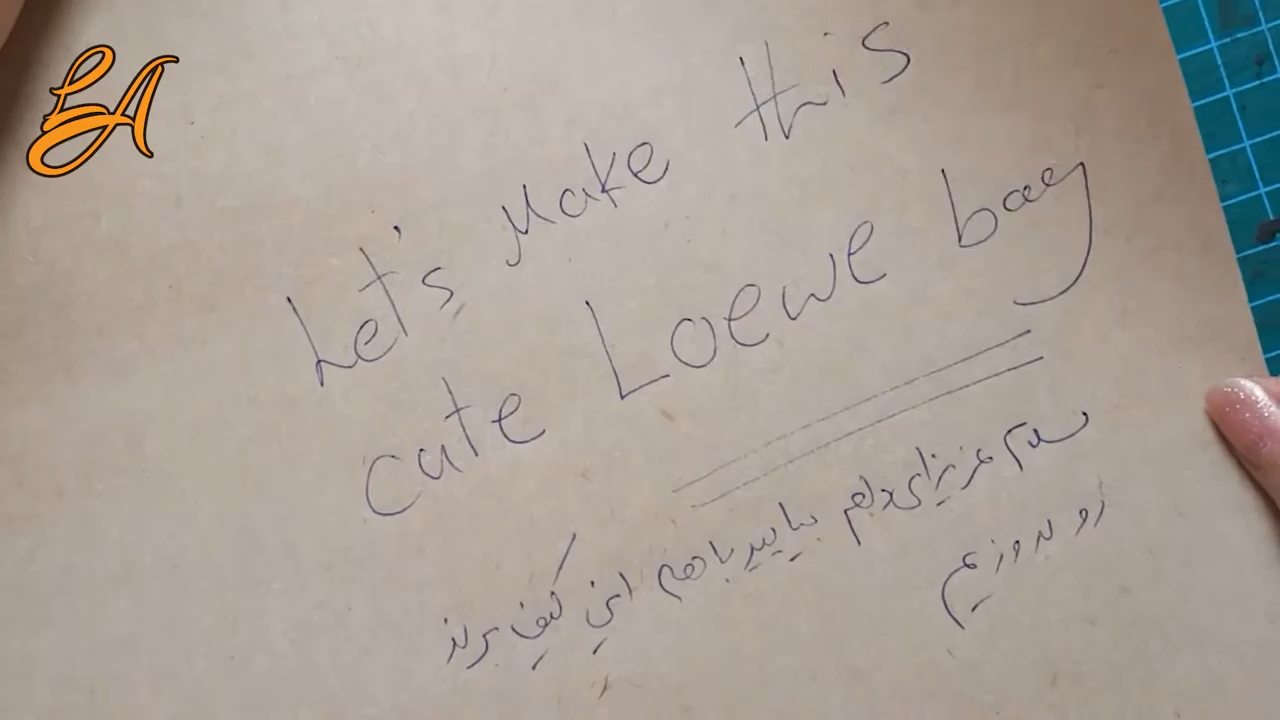 LA
Let's Make this
cute Loewe bag
سلام عزیزای دلم بیایید باهم این کیف برند
رو بدوزیم